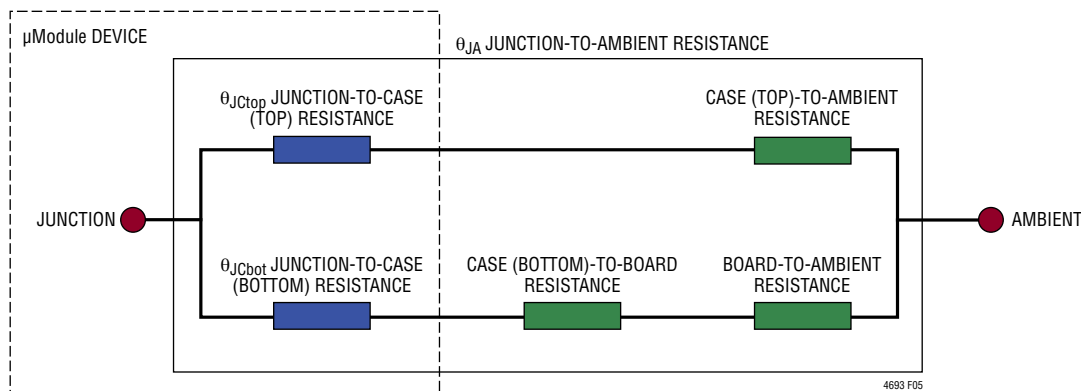 µModule DEVICE
θJA JUNCTION-TO-AMBIENT RESISTANCE
θJCtop JUNCTION-TO-CASE
(TOP) RESISTANCE
CASE (TOP)-TO-AMBIENT
RESISTANCE
JUNCTION
AMBIENT
θJCbot JUNCTION-TO-CASE
(BOTTOM) RESISTANCE
CASE (BOTTOM)-TO-BOARD
RESISTANCE
BOARD-TO-AMBIENT
RESISTANCE
4693 F05